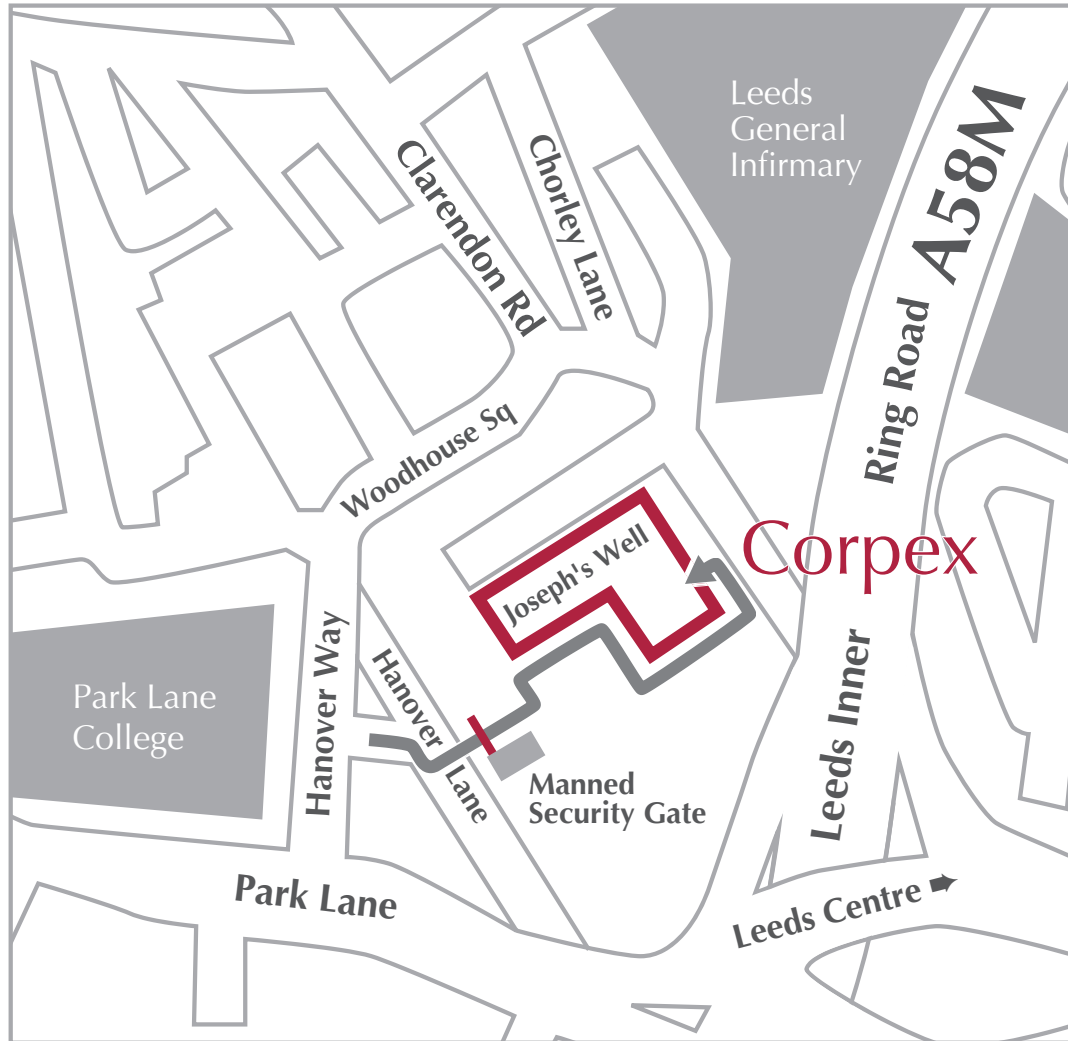 Leeds
General
Infirmary
A58M
Ring Road
Leeds Inner
Clarendon Rd
Chorley Lane
Woodhouse Sq
Corpex
Joseph's Well
Hanover Way
Hanover
Lane
Park Lane
College
Manned
Security Gate
Park Lane
Leeds Centre